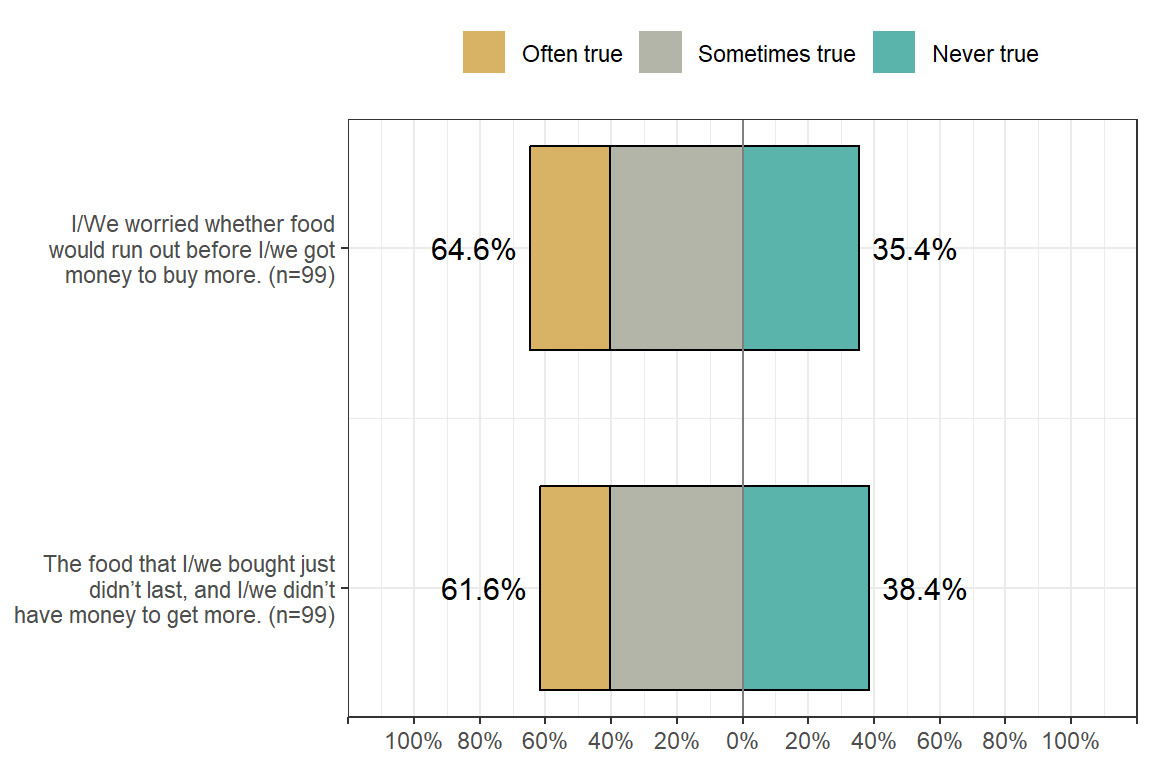 Often true Sometimes true Never true
I/We worried whether food
would run out before I/we got
money to buy more. (n=99)
64.6% 35.4%
The food that I/we bought just
didn’t last, and I/we didn’t
have money to get more. (n=99)
61.6% 38.4%
100% 80% 60% 40% 20% 0% 20% 40% 60% 80% 100%